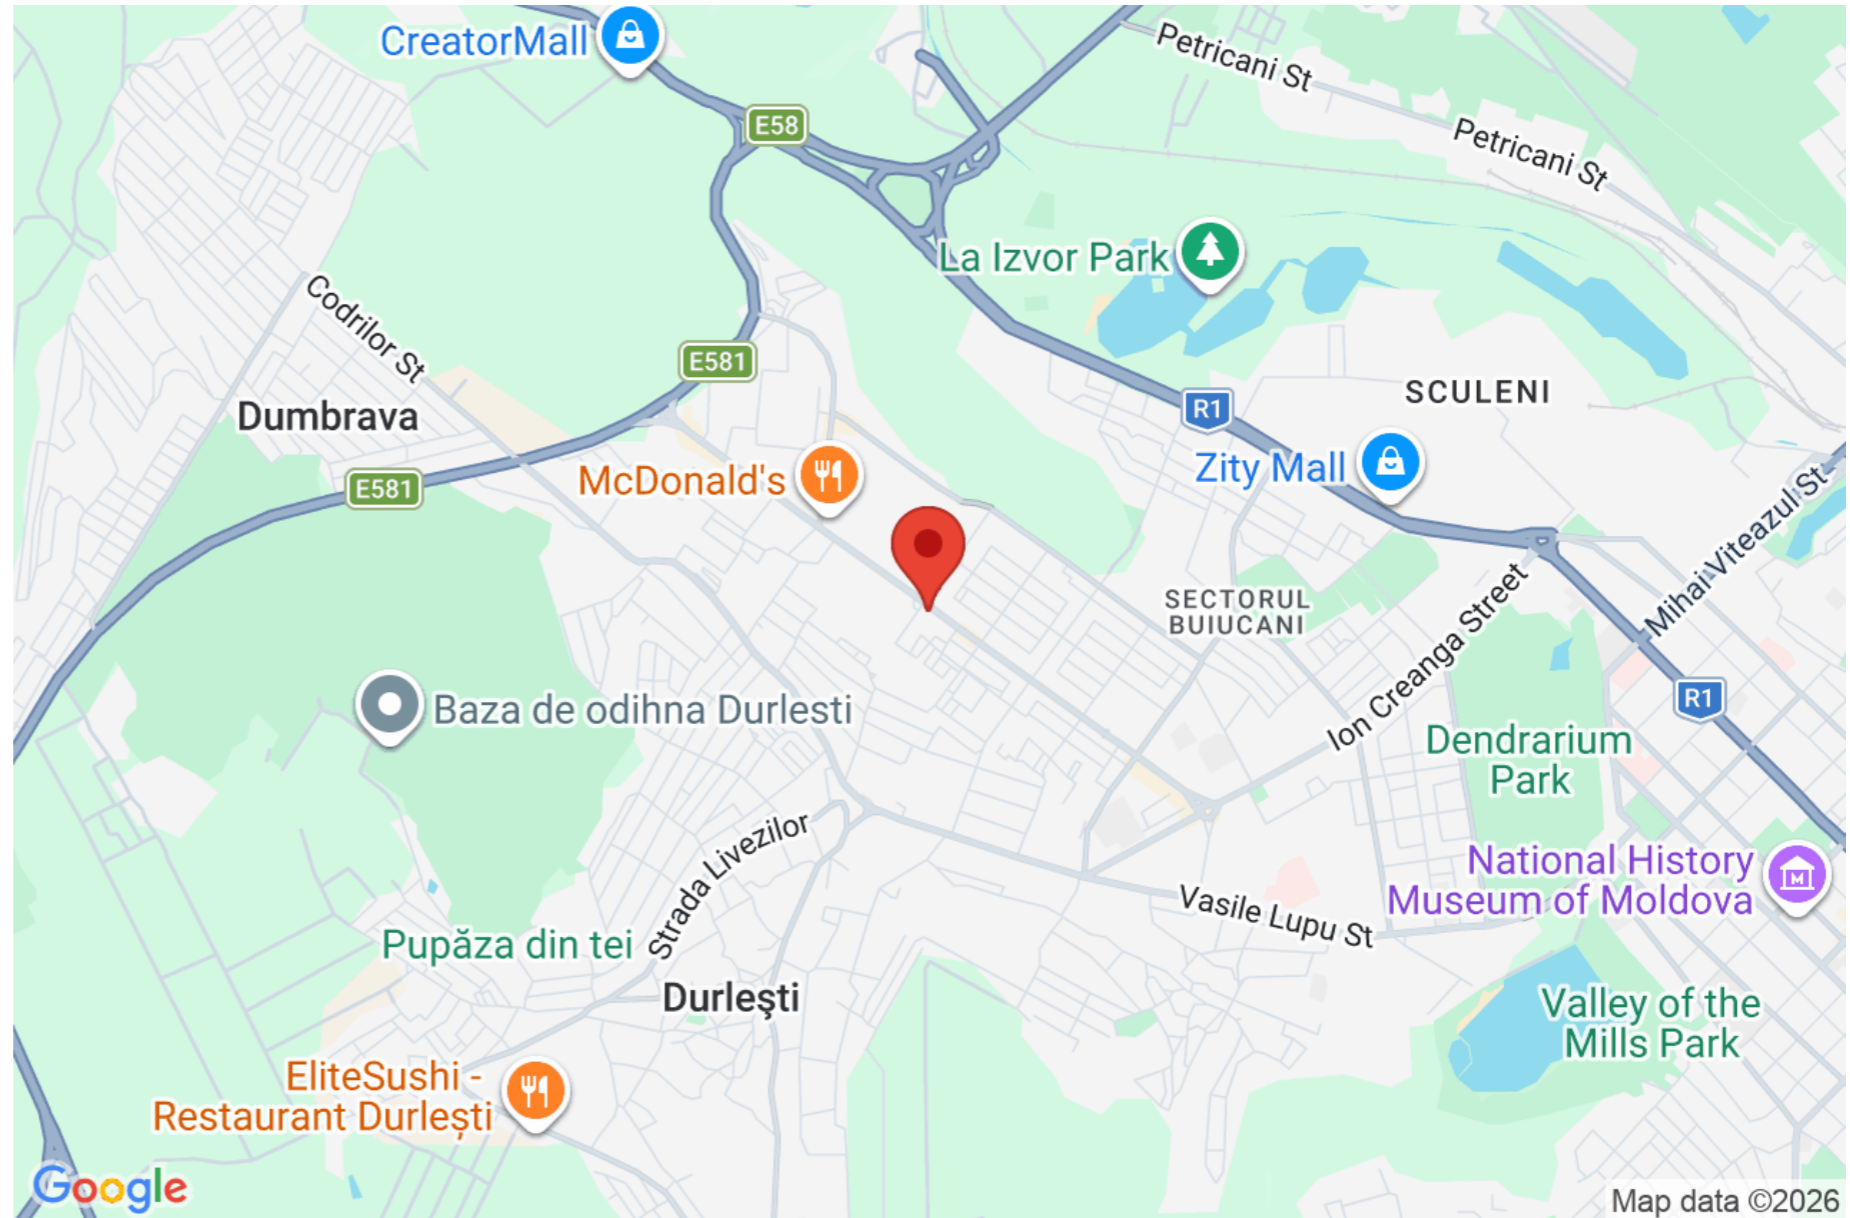 CreatorMall
E58
Petricani St
Petricani St
La Izvor Park
Codrilor St
E581
SCULENI
R1
Dumbrava
Zity Mall
McDonald's
E581
Mihai Viteazul St
SECTORUL
BUIUCANI
Ion Creanga Street
R1
Baza de odihna Durlesti
Dendrarium
Park
Strada Livezilor
National History
Museum of Moldova
Vasile Lupu St
Pupăza din tei
Durleşti
Valley of the
Mills Park
EliteSushi -
Restaurant Durlești
Google
Map data ©2026